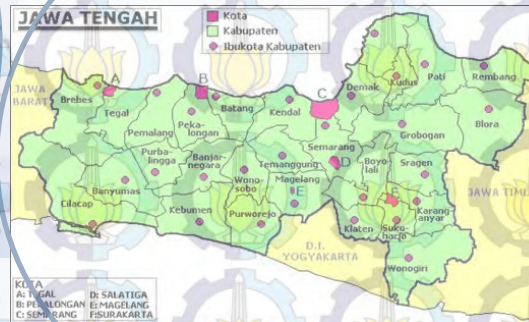 JAWA TENGAH
Kota
Kabupaten
Ibukota Kabupaten
A
B
C
Demak
Kudus
Pati
Rembang
JAWA
BARAT
Brebes
Tegal
Pemalang
Peka-
longan
Batang
Kendal
Grobogan
Blora
Purba-
lingga
Banjar-
negara
Semarang
Temanggung
D
Boyo-
lali
Sragen
Banyumas
Wono-
sobo
Magelang
E
JAWA TIMU
Cilacap
Kebumen
Purworejo
F
Karang
anyar
Klaten
Suko-
harjo
D.I.
YOGYAKARTA
Wonogiri
KOTA
A: TEGAL
B: PEKALONGAN
C: SEMARANG
D: SALATIGA
E: MAGELANG
F: SURAKARTA